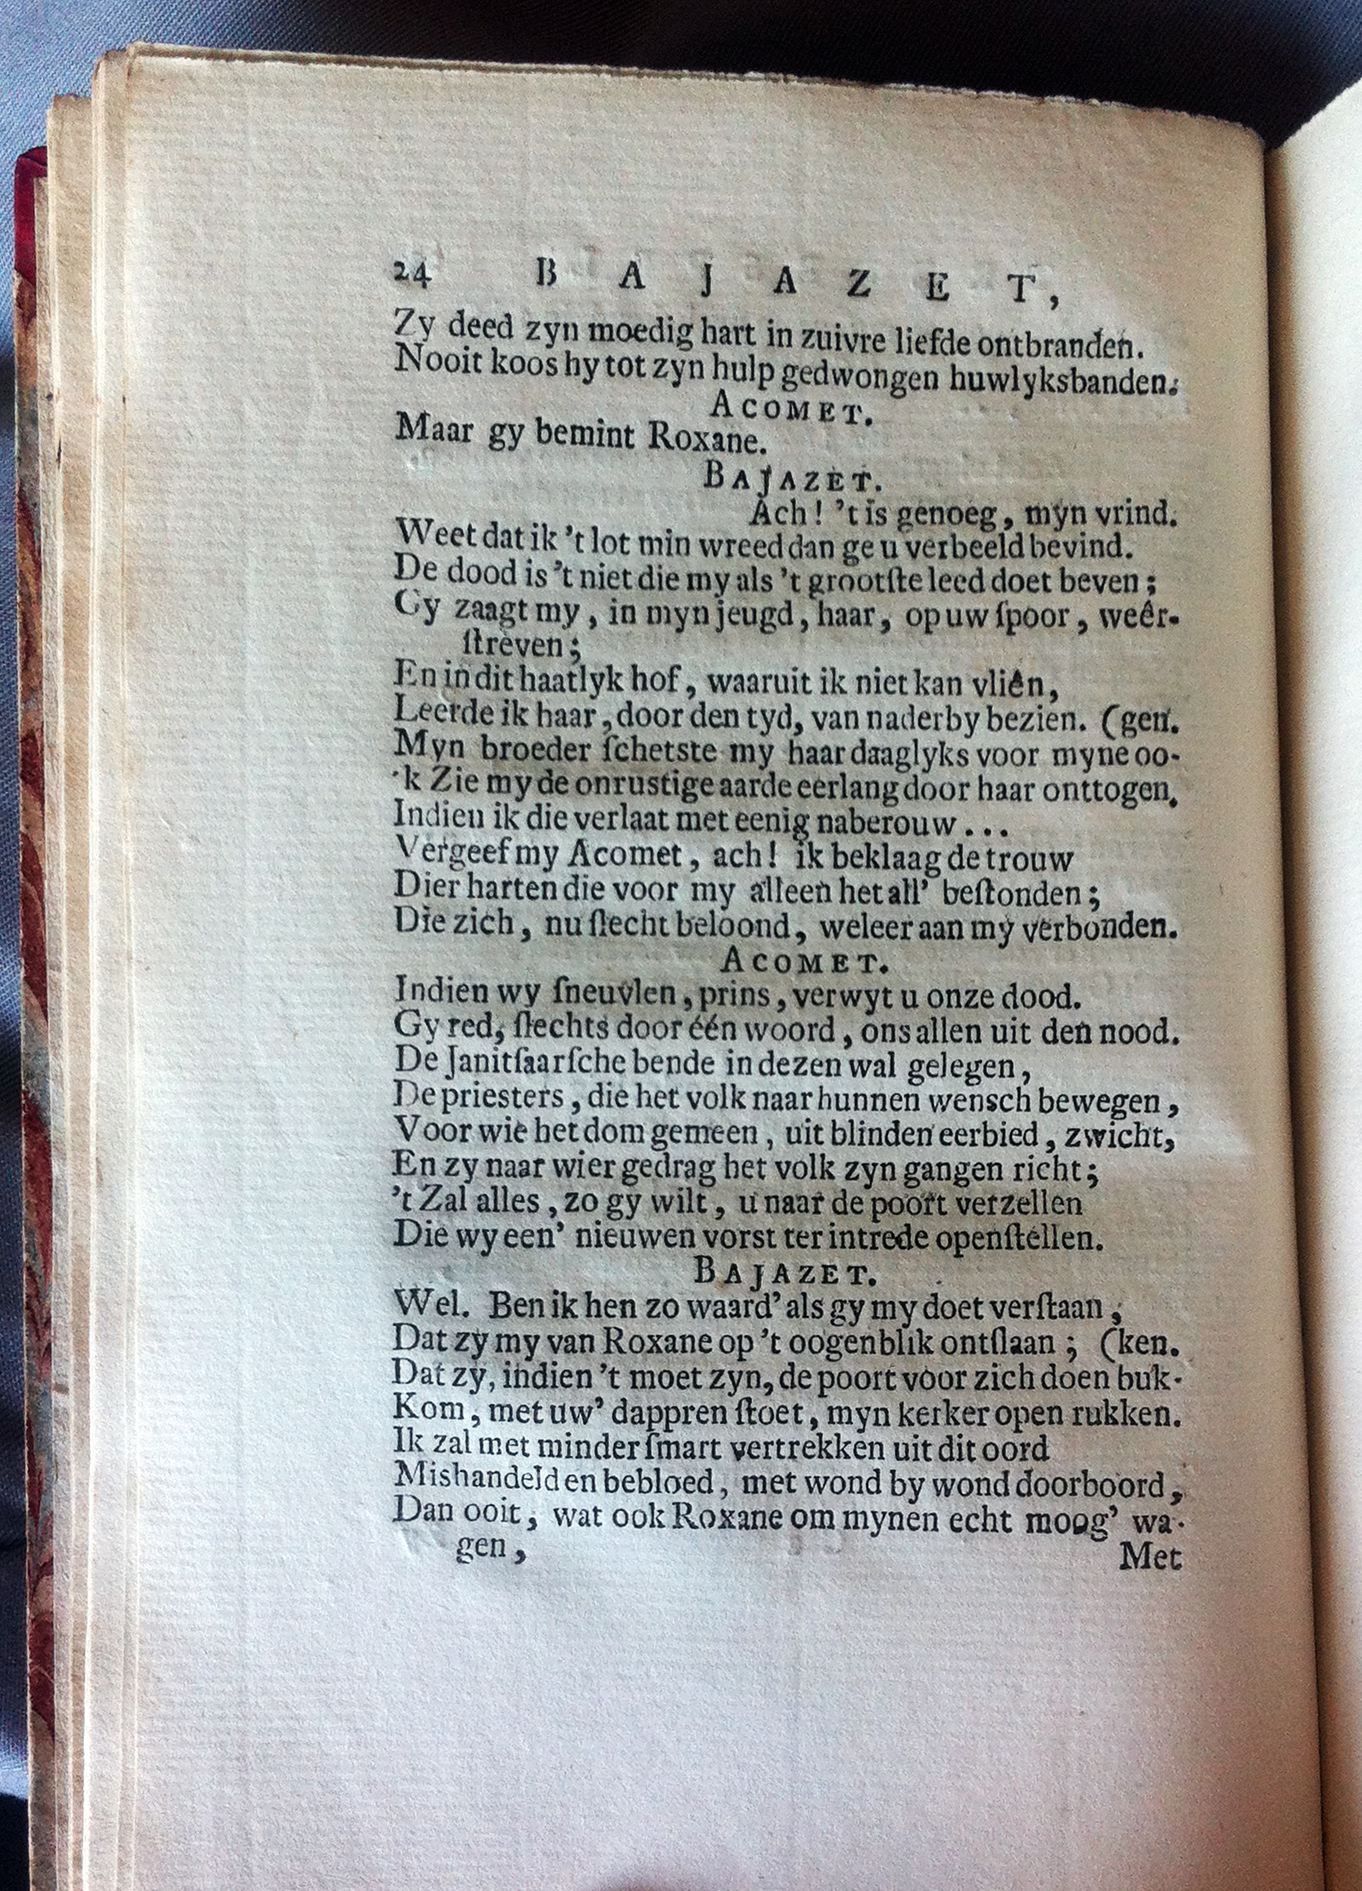 24 BAJAZET,
Zy deed zyn moedig hart in zuivre liefde ontbranden.
Nooit koos hy tot zyn hulp gedwongen huwlyksbanden.
ACOMET.
Maar gy bemint Roxane.
BAJAZET.
Ach! 't is genoeg, myn vrind.
Weet dat ik 't lot min wreed dan ge u verbeeld bevind.
De dood is 't niet die my als 't grootſte leed doet beven;
Gy zaagt my, in myn jeugd, haar, op uw ſpoor, weêr-
ſtreven;
En in dit haatlyk hof, waaruit ik niet kan vliên,
Leerde ik haar, door den tyd, van naderby bezien. (gen.
Myn broeder ſchetste my haar daaglyks voor myne oo-
'k Zie my de onrustige aarde eerlang door haar onttogen.
Indien ik die verlaat met eenig naberouw...
Vergeef my Acomet, ach! ik beklaag de trouw
Dier harten die voor my alleen het all' beſtonden;
Die zich, nu ſlecht beloond, weleer aan my verbonden.
ACOMET.
Indien wy ſneuvlen, prins, verwyt u onze dood.
Gy red, ſlechts door één woord, ons allen uit den nood.
De Janitſaarſche bende in dezen wal gelegen,
De priesters, die het volk naar hunnen wensch bewegen,
Voor wie het dom gemeen, uit blinden eerbied, zwicht,
En zy naar wier gedrag het volk zyn gangen richt;
't Zal alles, zo gy wilt, u naar de poort verzellen
Die wy een' nieuwen vorst ter intrede openſtellen.
BAJAZET.
Wel. Ben ik hen zo waard' als gy my doet verſtaan,
Dat zy my van Roxane op 't oogenblik ontſlaan; (ken.
Dat zy, indien 't moet zyn, de poort voor zich doen buk-
Kom, met uw' dappren ſtoet, myn kerker open rukken.
Ik zal met minder ſmart vertrekken uit dit oord
Mishandeld en bebloed, met wond by wond doorboord,
Dan ooit, wat ook Roxane om mynen echt moog' wa-
gen,
Met